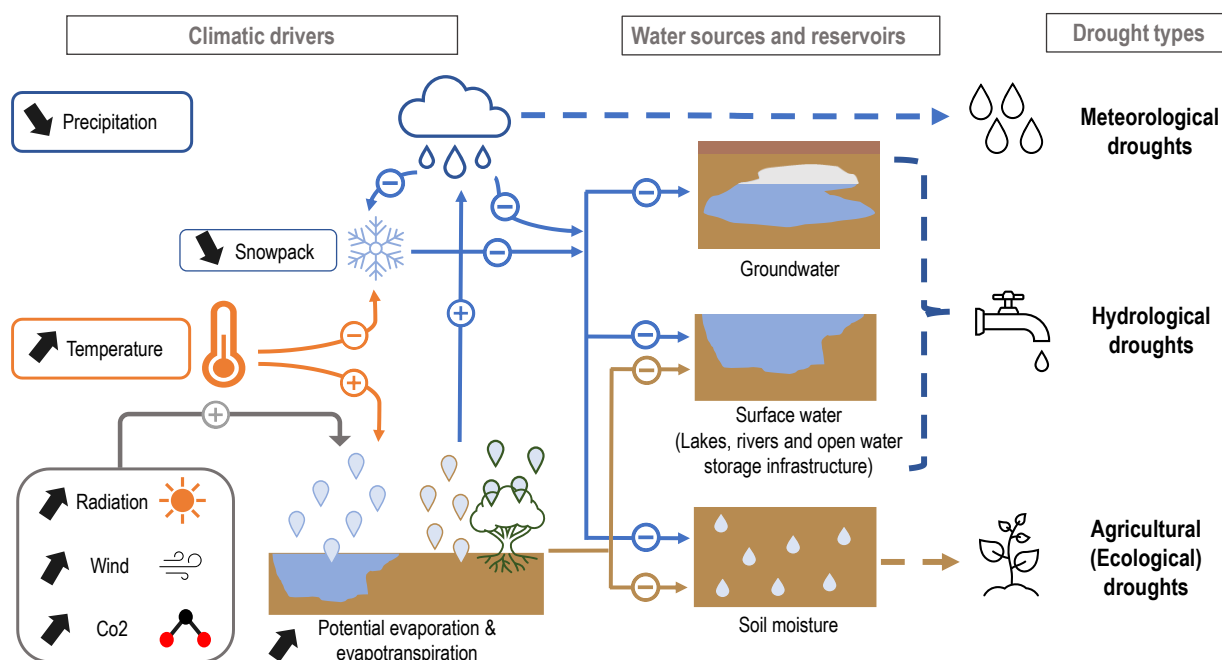 Climatic drivers
Water sources and reservoirs
Drought types
Precipitation
Meteorological
droughts
Snowpack
Groundwater
Temperature
Hydrological
droughts
Surface water
(Lakes, rivers and open water
storage infrastructure)
Radiation
Wind
Co2
Potential evaporation &
evapotranspiration
Soil moisture
Agricultural
(Ecological)
droughts